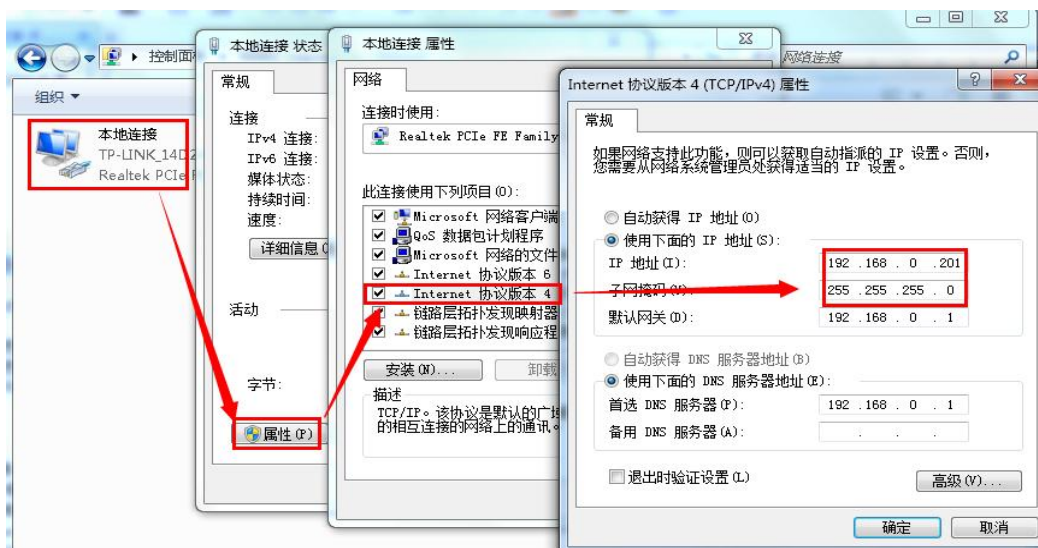 控制面
网络连接
组织
本地连接
TP-LINK_14D2
Realtek PCIe F
本地连接 状态
常规
连接
IPv4 连接:
IPv6 连接:
媒体状态:
持续时间:
速度:
详细信息(
活动
字节:
属性(P)
本地连接 属性
网络
连接时使用:
Realtek PCIe FE Family
此连接使用下列项目(O):
Microsoft 网络客户端
QoS 数据包计划程序
Microsoft 网络的文件
Internet 协议版本 6
Internet 协议版本 4
链路层拓扑发现映射器
链路层拓扑发现响应程
安装(N)...
卸载
描述
TCP/IP。该协议是默认的广域
的相互连接的网络上的通讯。
Internet 协议版本 4 (TCP/IPv4) 属性
常规
如果网络支持此功能，则可以获取自动指派的 IP 设置。否则，
您需要从网络系统管理员处获得适当的 IP 设置。
自动获得 IP 地址(O)
使用下面的 IP 地址(S):
IP 地址(I): 192 .168 . 0 .201
子网掩码(U): 255 .255 .255 . 0
默认网关(D): 192 .168 . 0 . 1
自动获得 DNS 服务器地址(B)
使用下面的 DNS 服务器地址(E):
首选 DNS 服务器(P): 192 .168 . 0 . 1
备用 DNS 服务器(A): . . .
退出时验证设置(L)
高级(V)...
确定
取消